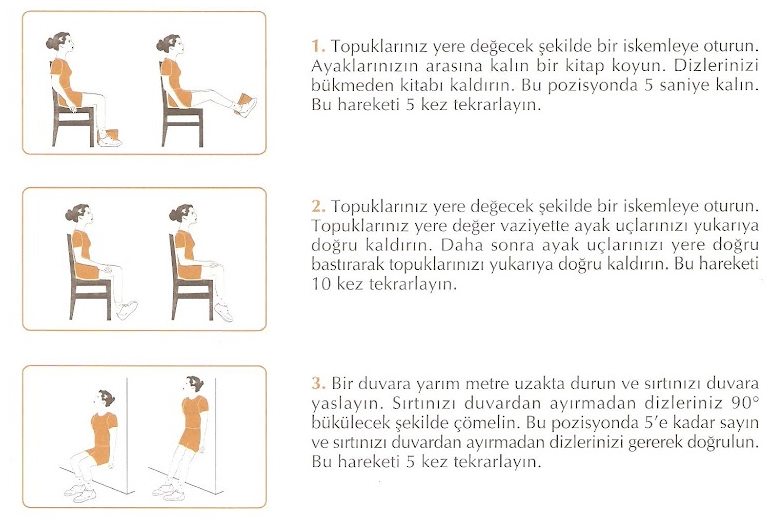 1. Topuklarınız yere değecek şekilde bir iskemleye oturun.
Ayaklarınızın arasına kalın bir kitap koyun. Dizlerinizi
bükmeden kitabı kaldırın. Bu pozisyonda 5 saniye kalın.
Bu hareketi 5 kez tekrarlayın.
2. Topuklarınız yere değecek şekilde bir iskemleye oturun.
Topuklarınız yere değer vaziyette ayak uçlarınızı yukarıya
doğru kaldırın. Daha sonra ayak uçlarınızı yere doğru
bastırarak topuklarınızı yukarıya doğru kaldırın. Bu hareketi
10 kez tekrarlayın.
3. Bir duvara yarım metre uzakta durun ve sırtınızı duvara
yaslayın. Sırtınızı duvardan ayırmadan dizleriniz 90°
bükülecek şekilde çömelin. Bu pozisyonda 5'e kadar sayın
ve sırtınızı duvardan ayırmadan dizlerinizi gererek doğrulun.
Bu hareketi 5 kez tekrarlayın.